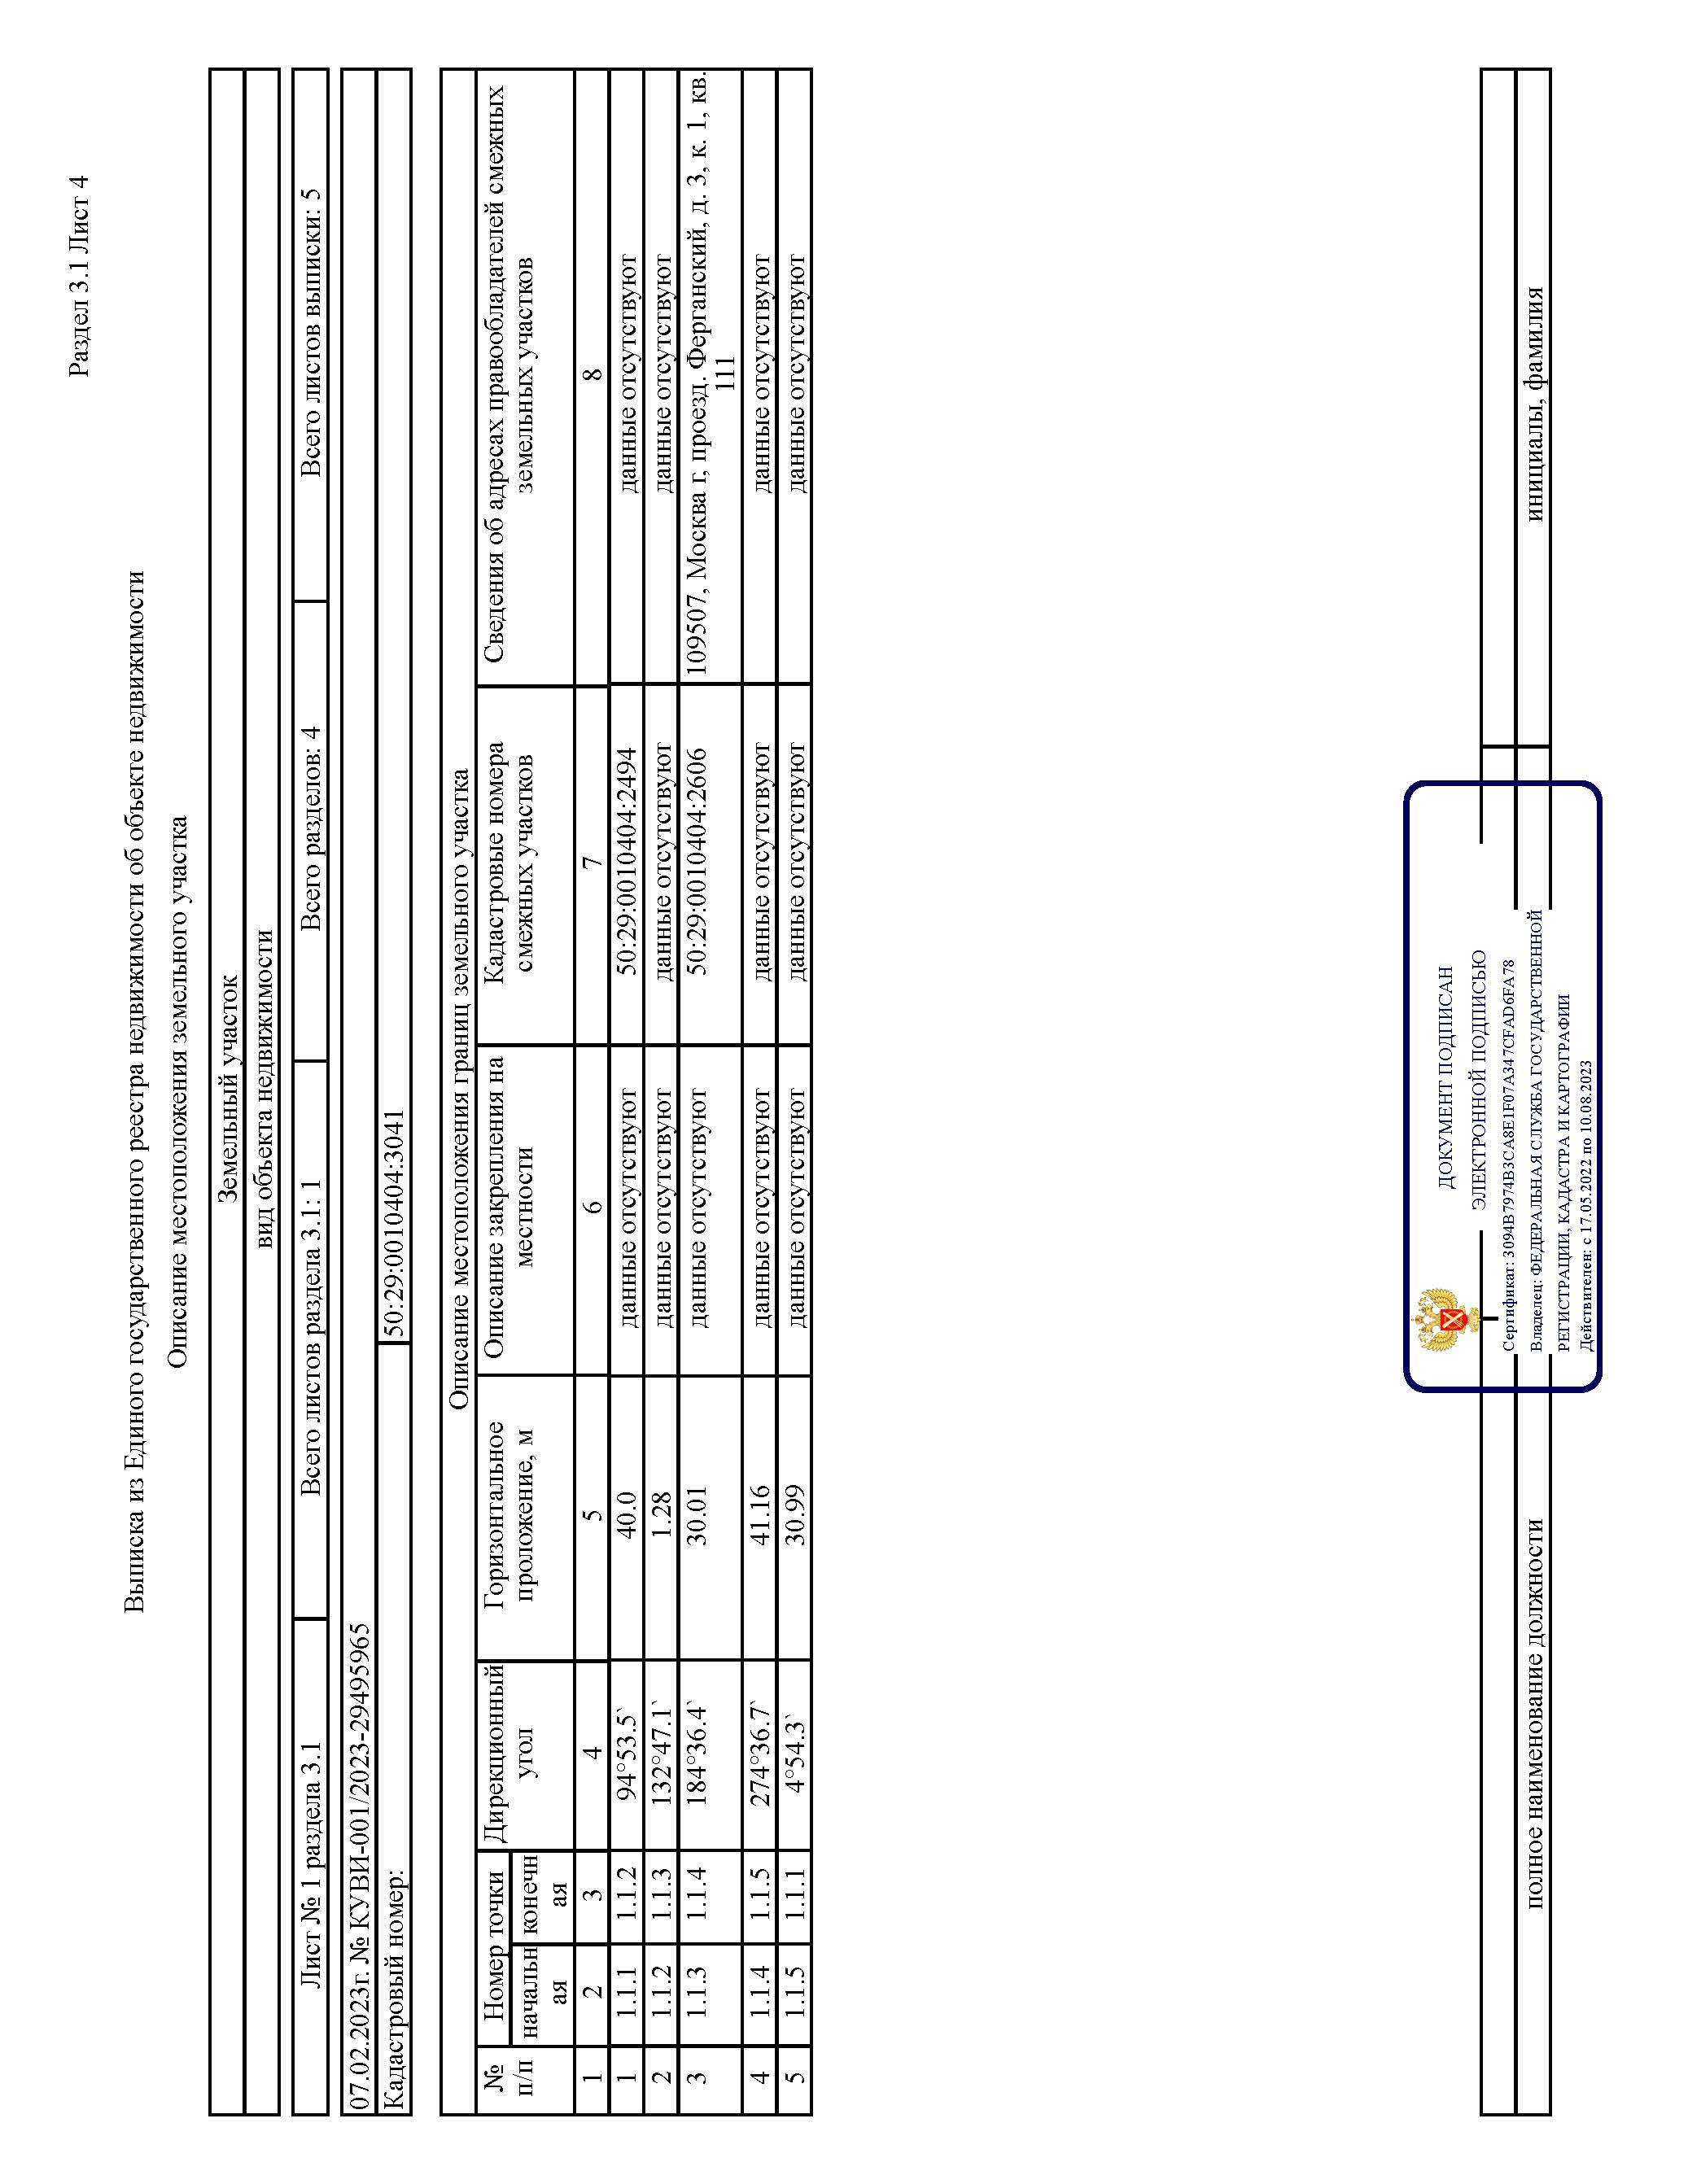 Раздел 3.1 Лист 4
Выписка из Единого государственного реестра недвижимости об объекте недвижимости
Описание местоположения земельного участка
Земельный участок
вид объекта недвижимости
Лист № 1 раздела 3.1 Всего листов раздела 3.1: 1 Всего разделов: 4 Всего листов выписки: 5
07.02.2023г. № КУВИ-001/2023-29495965
Кадастровый номер: 50:29:0010404:3041
Описание местоположения границ земельного участка
№ Номер точки Дирекционный Горизонтальное Описание закрепления на Кадастровые номера Сведения об адресах правообладателей смежных
п/п начальн конечн угол проложение, м местности смежных участков земельных участков
ая ая
1 2 3 4 5 6 7 8
1 1.1.1 1.1.2 94°53.5` 40.0 данные отсутствуют 50:29:0010404:2494 данные отсутствуют
2 1.1.2 1.1.3 132°47.1` 1.28 данные отсутствуют данные отсутствуют данные отсутствуют
3 1.1.3 1.1.4 184°36.4` 30.01 данные отсутствуют 50:29:0010404:2606 109507, Москва г, проезд. Ферганский, д. 3, к. 1, кв.
111
4 1.1.4 1.1.5 274°36.7` 41.16 данные отсутствуют данные отсутствуют данные отсутствуют
5 1.1.5 1.1.1 4°54.3` 30.99 данные отсутствуют данные отсутствуют данные отсутствуют
ДОКУМЕНТ ПОДПИСАН
ЭЛЕКТРОННОЙ ПОДПИСЬЮ
Сертификат: 3094B7974B3CA8E1F07A347CFAD6FA78
Владелец: ФЕДЕРАЛЬНАЯ СЛУЖБА ГОСУДАРСТВЕННОЙ
РЕГИСТРАЦИИ, КАДАСТРА И КАРТОГРАФИИ
Действителен: с 17.05.2022 по 10.08.2023
полное наименование должности инициалы, фамилия